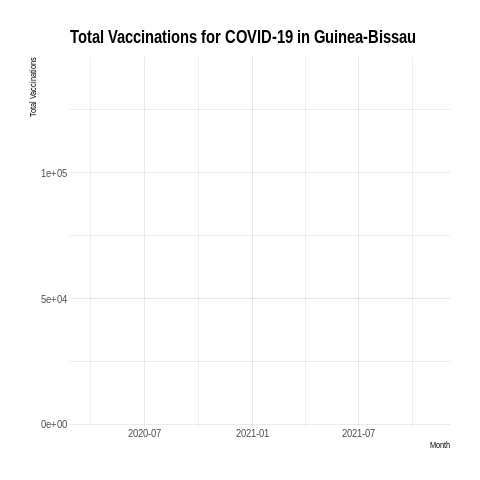 Total Vaccinations for COVID-19 in Guinea-Bissau
Total Vaccinations
1e+05
5e+04
0e+00
2020-07
2021-01
2021-07
Month